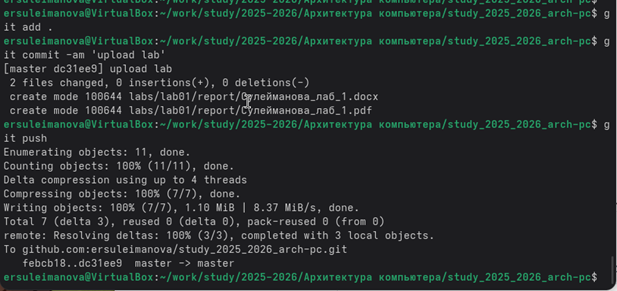 ersuleimanova@VirtualBox:~/work/study/2025-2026/Архитектура компьютера/study_2025_2026_arch-pc$ g
it add .
ersuleimanova@VirtualBox:~/work/study/2025-2026/Архитектура компьютера/study_2025_2026_arch-pc$ g
it commit -am 'upload lab'
[master dc31ee9] upload lab
 2 files changed, 0 insertions(+), 0 deletions(-)
 create mode 100644 labs/lab01/report/Сулейманова_лаб_1.docx
 create mode 100644 labs/lab01/report/Сулейманова_лаб_1.pdf
ersuleimanova@VirtualBox:~/work/study/2025-2026/Архитектура компьютера/study_2025_2026_arch-pc$ g
it push
Enumerating objects: 11, done.
Counting objects: 100% (11/11), done.
Delta compression using up to 4 threads
Compressing objects: 100% (7/7), done.
Writing objects: 100% (7/7), 1.10 MiB | 8.37 MiB/s, done.
Total 7 (delta 3), reused 0 (delta 0), pack-reused 0 (from 0)
remote: Resolving deltas: 100% (3/3), completed with 3 local objects.
To github.com:ersuleimanova/study_2025_2026_arch-pc.git
   febcb18..dc31ee9  master -> master
ersuleimanova@VirtualBox:~/work/study/2025-2026/Архитектура компьютера/study_2025_2026_arch-pc$